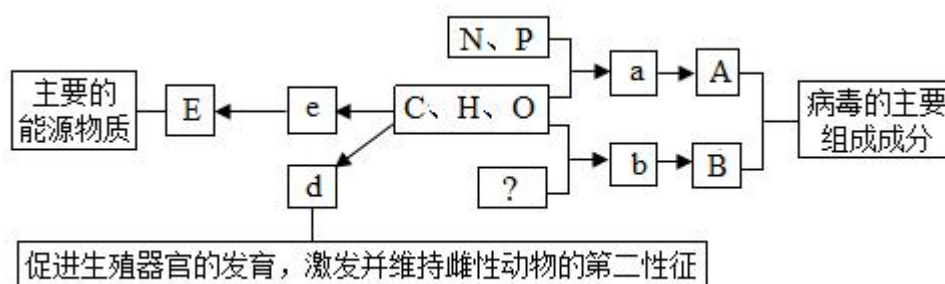 N、P
a
A
主要的
能源物质
E
e
C、H、O
病毒的主要
组成成分
d
?
b
B
促进生殖器官的发育，激发并维持雌性动物的第二性征